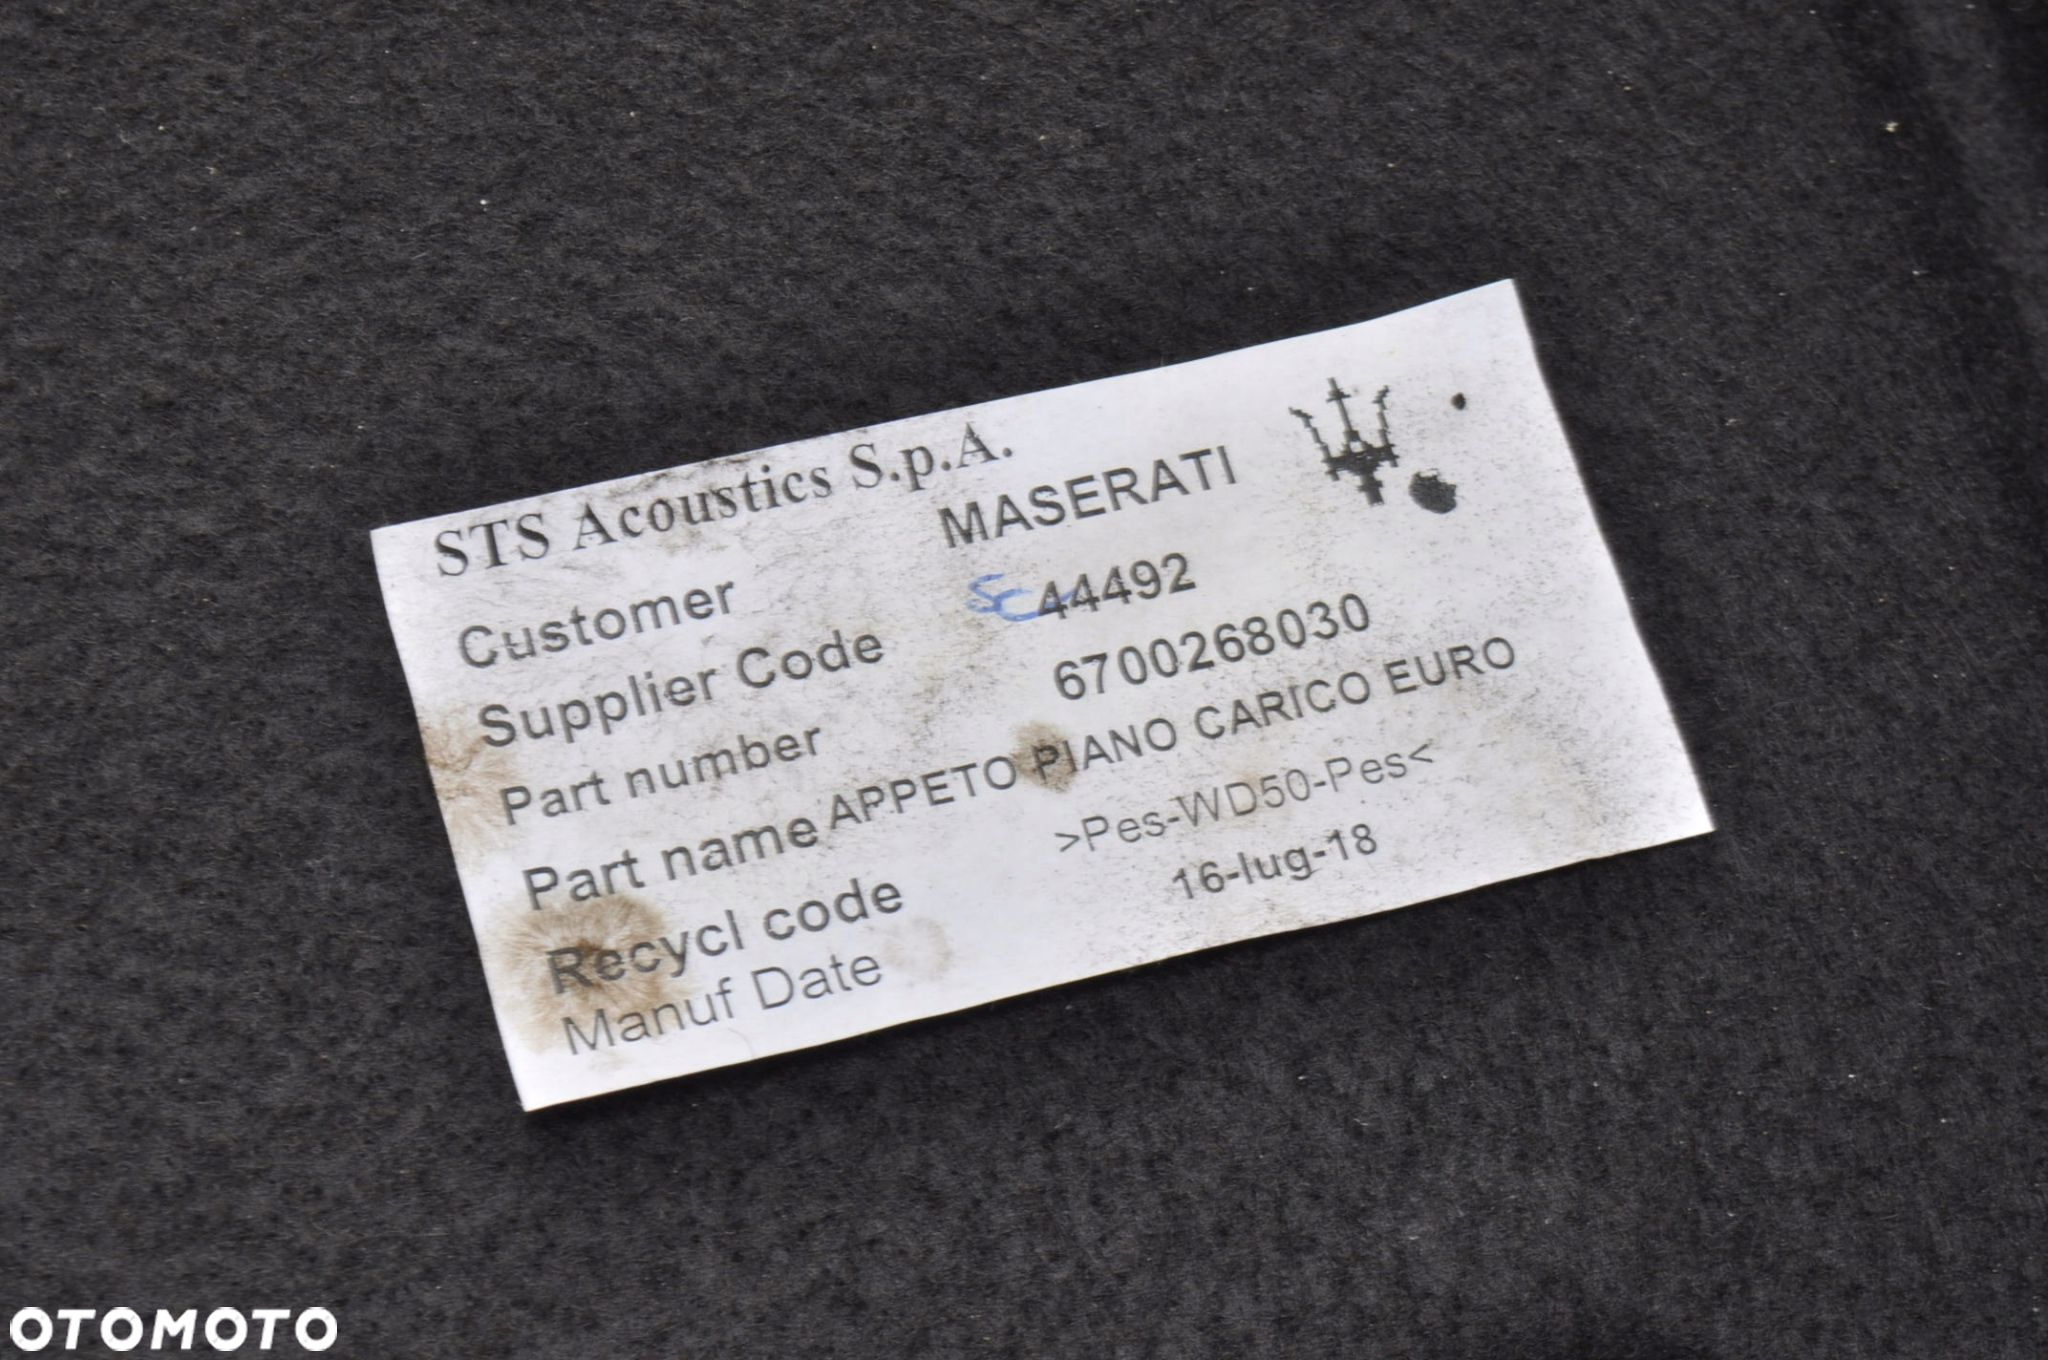 STS Acoustics S.p.A.
Customer MASERATI
Supplier Code 44492
Part number 6700268030
Part name APPETO PIANO CARICO EURO
Recycl code >Pes-WD50-Pes<
Manuf Date 16-lug-18
OTOMOTO